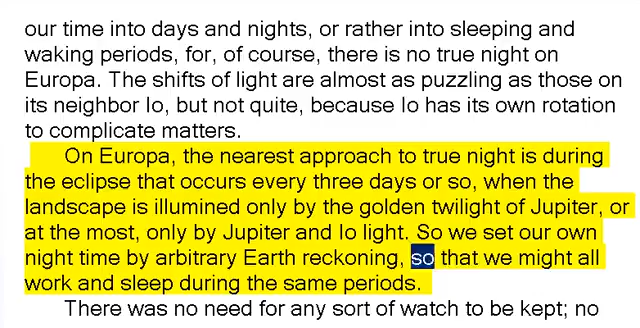 our time into days and nights, or rather into sleeping and
waking periods, for, of course, there is no true night on
Europa. The shifts of light are almost as puzzling as those on
its neighbor Io, but not quite, because Io has its own rotation
to complicate matters.
On Europa, the nearest approach to true night is during
the eclipse that occurs every three days or so, when the
landscape is illumined only by the golden twilight of Jupiter, or
at the most, only by Jupiter and Io light. So we set our own
night time by arbitrary Earth reckoning, so that we might all
work and sleep during the same periods.
There was no need for any sort of watch to be kept; no